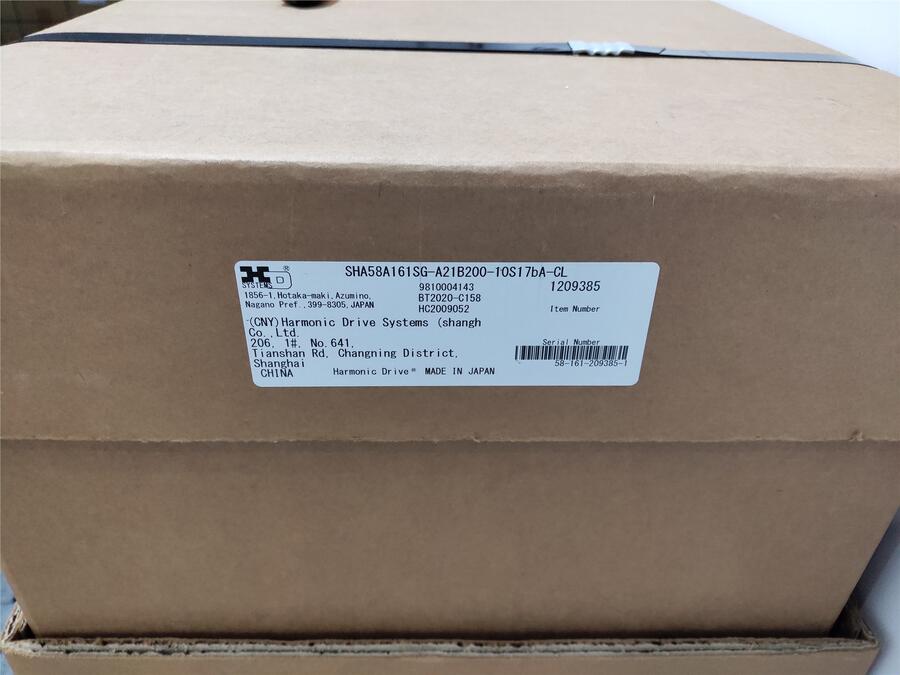 SHA58A161SG-A21B200-10S17bA-CL
H D ®
SYSTEMS
1856-1,Hotaka-maki,Azumino,
Nagano Pref.,399-8305,JAPAN
9810004143
BT2020-C158
HC2009052
1209385
Item Number
(CNY)Harmonic Drive Systems (shangh
Co.,Ltd.
206, 1#, No.641,
Tianshan Rd, Changning District,
Shanghai
CHINA
Serial Number
58-161-209385-1
Harmonic Drive® MADE IN JAPAN